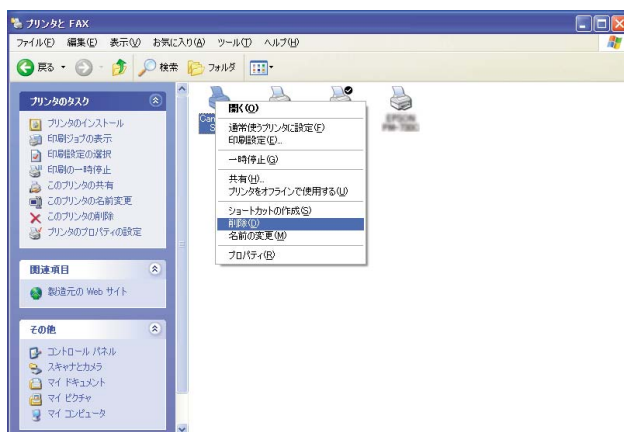 プリンタと FAX
ファイル(F) 編集(E) 表示(V) お気に入り(A) ツール(T) ヘルプ(H)
戻る 検索 フォルダ
プリンタのタスク
プリンタのインストール
印刷ジョブの表示
印刷設定の選択
印刷の一時停止
このプリンタの共有
このプリンタの名前変更
このプリンタの削除
プリンタのプロパティの設定
関連項目
製造元の Web サイト
その他
コントロール パネル
スキャナとカメラ
マイ ドキュメント
マイ ピクチャ
マイ コンピュータ
開く(O)
通常使うプリンタに設定(F)
印刷設定(E)...
一時停止(G)
共有(H)...
プリンタをオフラインで使用する(U)
ショートカットの作成(S)
削除(D)
名前の変更(M)
プロパティ(R)